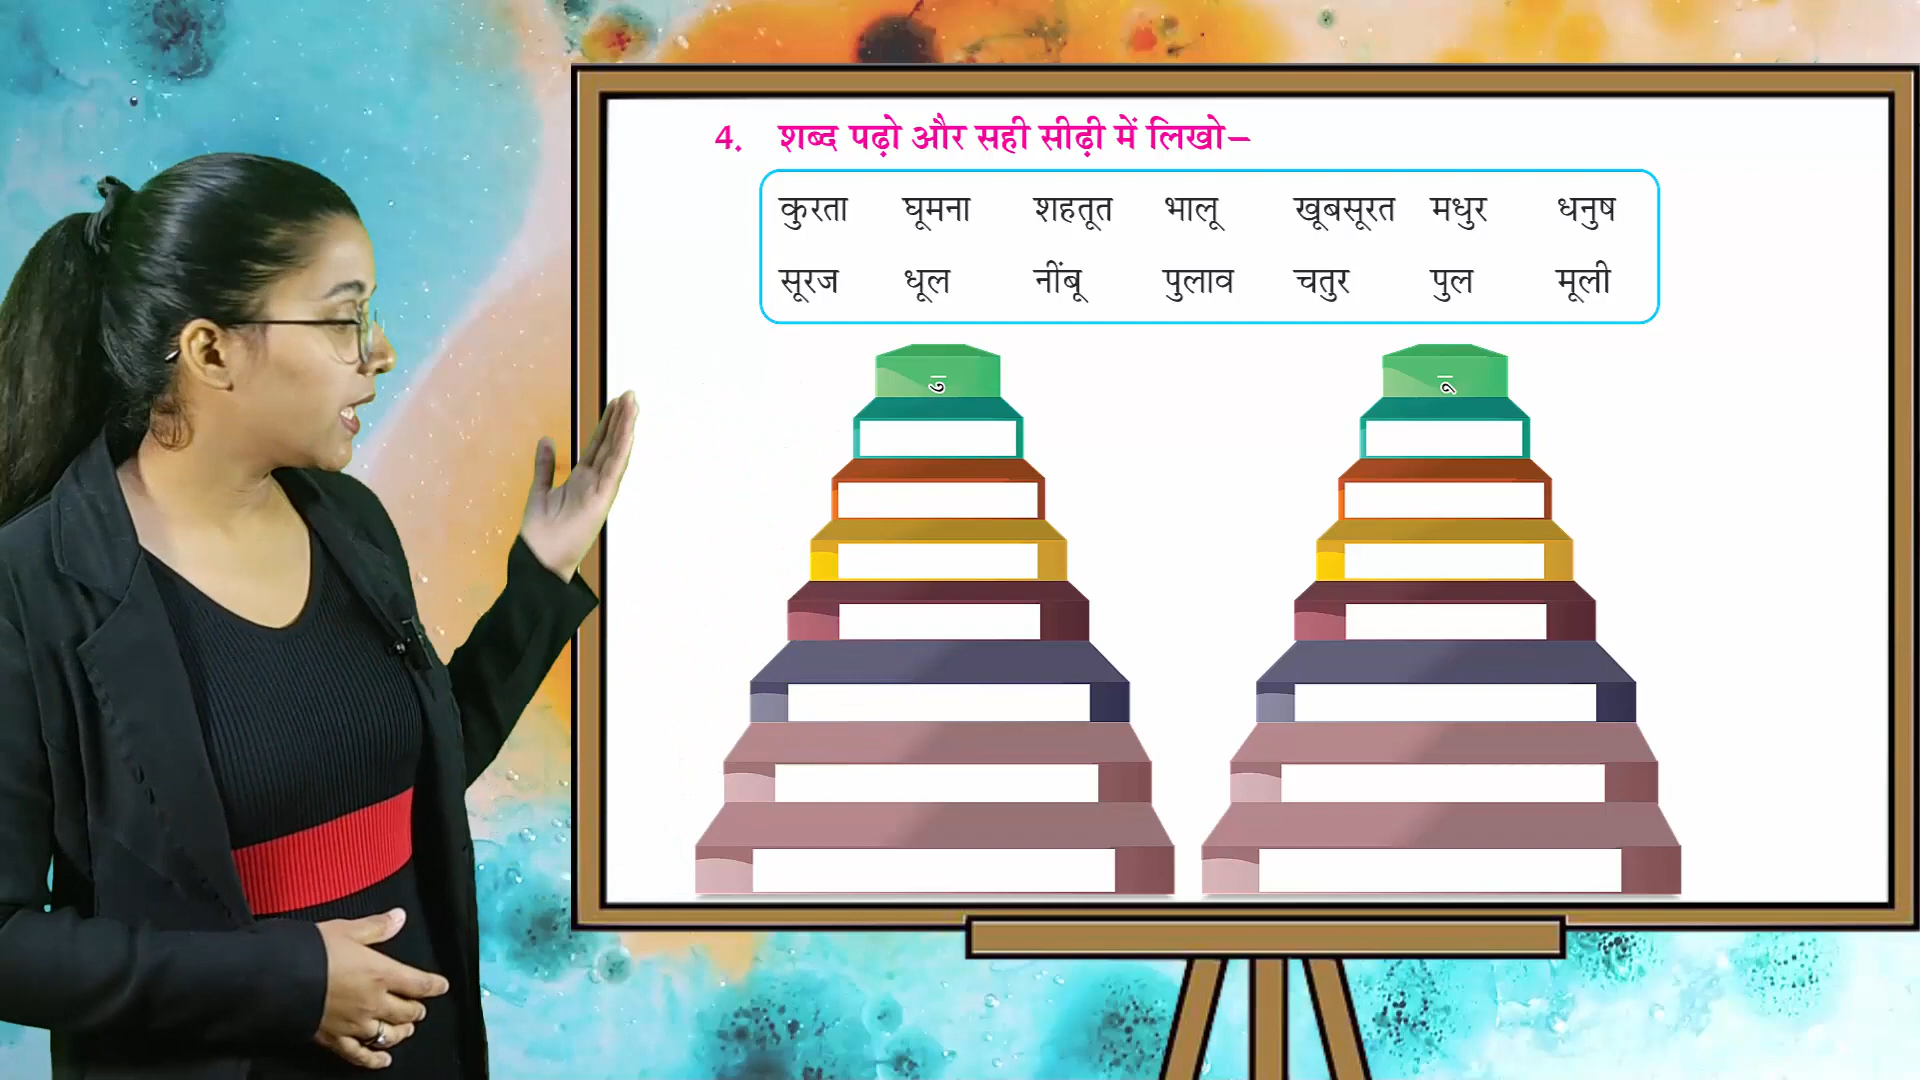 4. शब्द पढ़ो और सही सीढ़ी में लिखो–
कुरता घूमना शहतूत भालू खूबसूरत मधुर धनुष
सूरज धूल नींबू पुलाव चतुर पुल मूली
ु ू